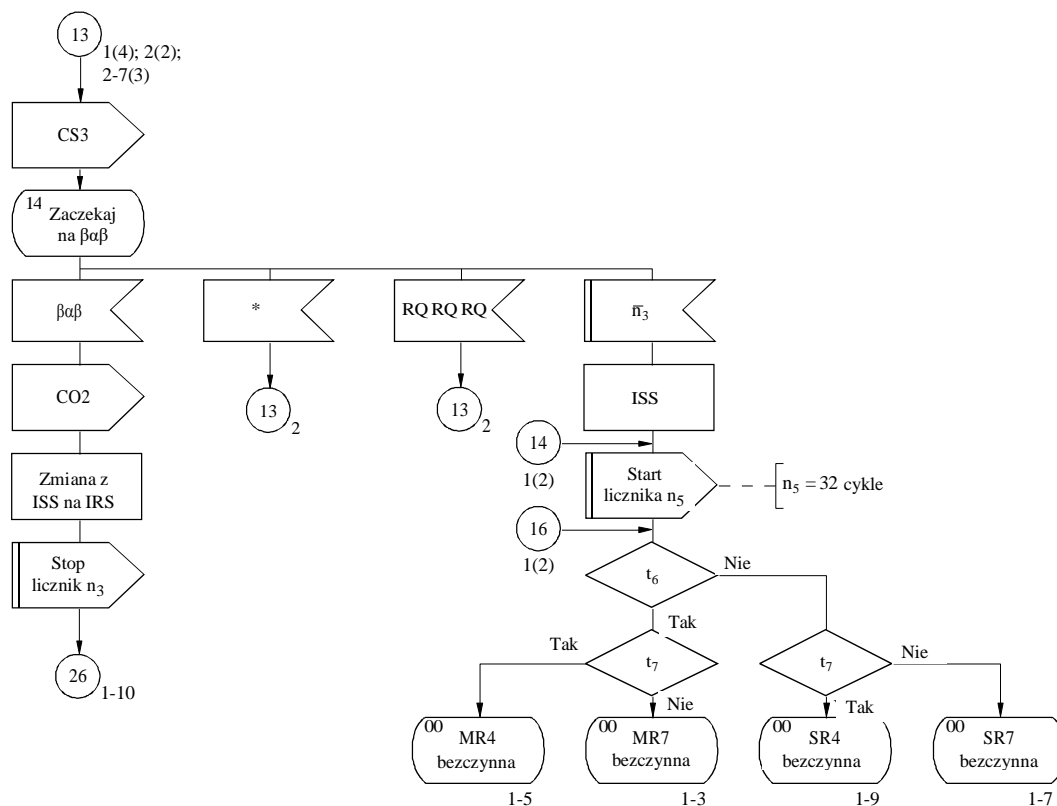 13
1(4); 2(2);
2-7(3)
CS3
14 Zaczekaj
na βαβ
βαβ
*
RQ RQ RQ
n̅3
CO2
13
2
13
2
ISS
14
1(2)
Zmiana z
ISS na IRS
Start
licznika n5
n5 = 32 cykle
16
1(2)
Stop
licznik n3
t6
Nie
Tak
26
1-10
Tak
t7
Nie
t7
Nie
Tak
00 MR4
bezczynna
1-5
00 MR7
bezczynna
1-3
00 SR4
bezczynna
1-9
00 SR7
bezczynna
1-7